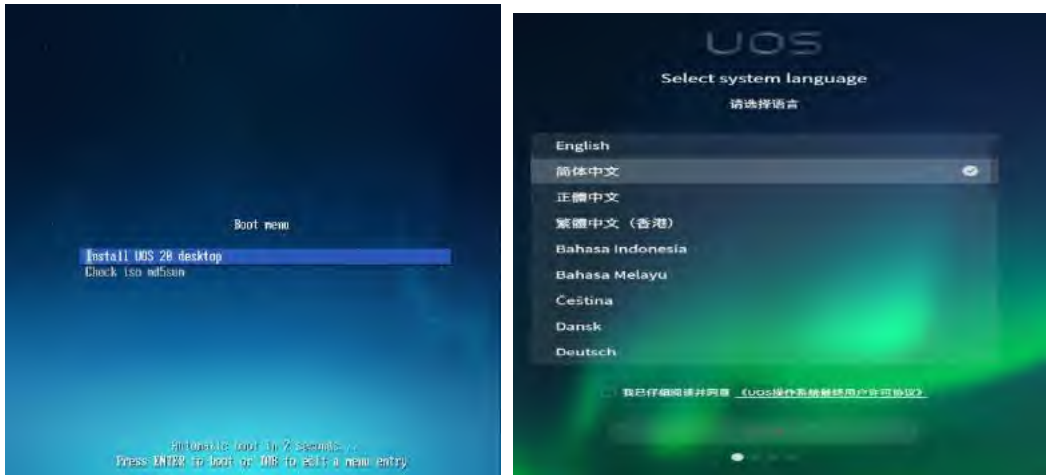 Boot menu
Install UOS 20 desktop
Check iso md5sum
Automatic boot in 2 seconds...
Press ENTER to boot or TAB to edit a menu entry
UOS
Select system language
请选择语言
English
简体中文
正體中文
繁體中文（香港）
Bahasa Indonesia
Bahasa Melayu
Čeština
Dansk
Deutsch
我已仔细阅读并同意 《UOS操作系统最终用户许可协议》